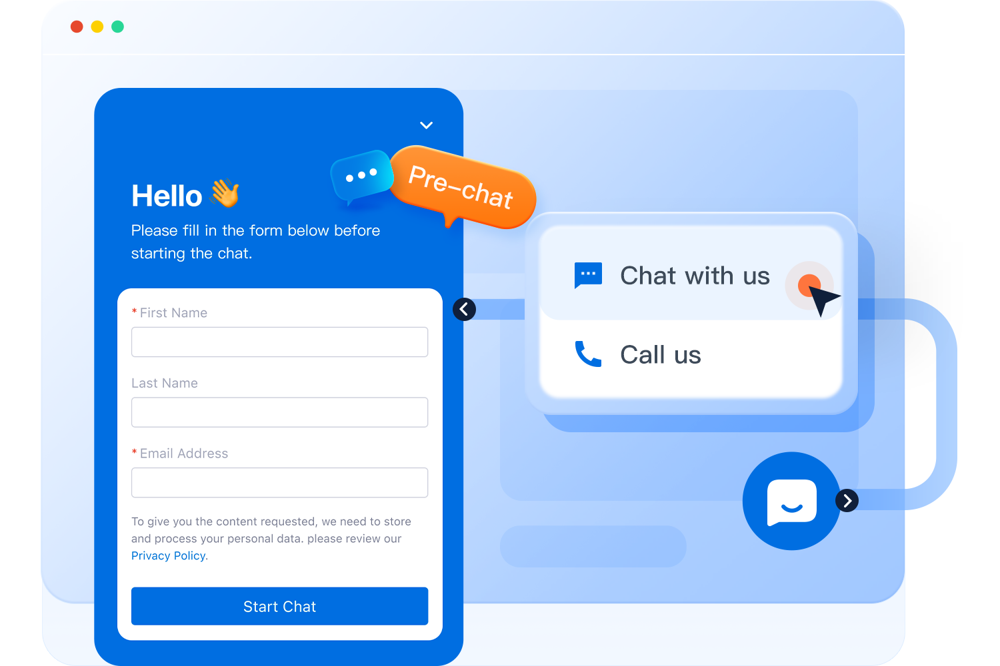 Hello 👋
Please fill in the form below before
starting the chat.
Pre-chat
* First Name
Last Name
* Email Address
To give you the content requested, we need to store
and process your personal data. please review our
Privacy Policy.
Start Chat
Chat with us
Call us